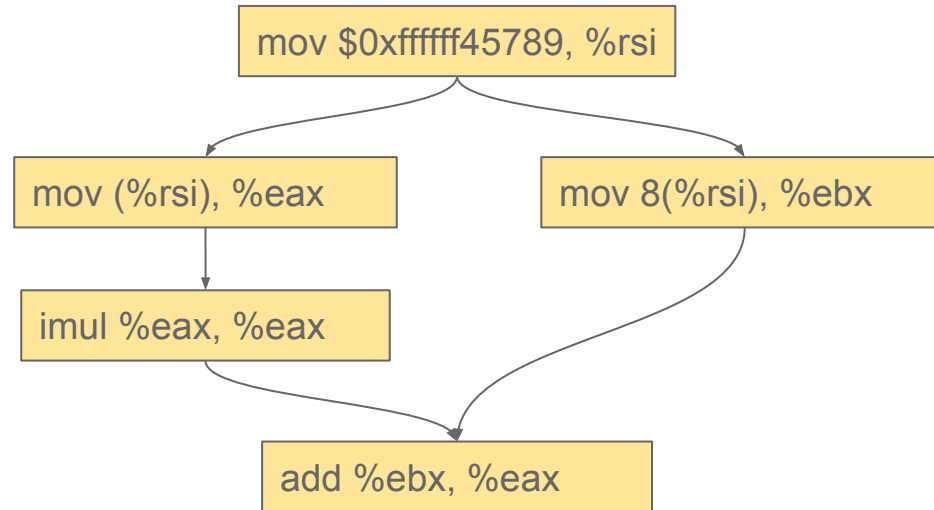 mov $0xffffff45789, %rsi
mov (%rsi), %eax
mov 8(%rsi), %ebx
imul %eax, %eax
add %ebx, %eax